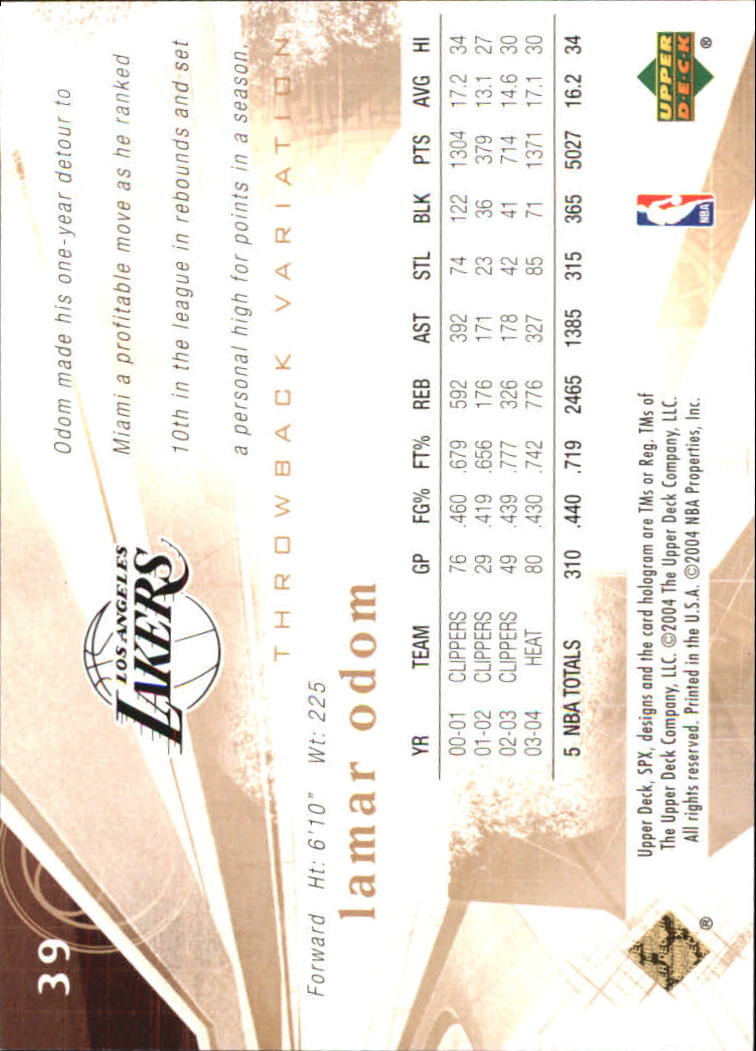 39
LOS ANGELES
LAKERS
Odom made his one-year detour to
Miami a profitable move as he ranked
10th in the league in rebounds and set
a personal high for points in a season.
THROWBACK VARIATION
Forward Ht: 6'10" Wt: 225
lamar odom
YR TEAM GP FG% FT% REB AST STL BLK PTS AVG HI
00-01 CLIPPERS 76 .460 .679 592 392 74 122 1304 17.2 34
01-02 CLIPPERS 29 .419 .656 176 171 23 36 379 13.1 27
02-03 CLIPPERS 49 .439 .777 326 178 42 41 714 14.6 30
03-04 HEAT 80 .430 .742 776 327 85 71 1371 17.1 30
5 NBA TOTALS 310 .440 .719 2465 1385 315 365 5027 16.2 34
Upper Deck, SPX, designs and the card hologram are TMs or Reg. TMs of
The Upper Deck Company, LLC. ©2004 The Upper Deck Company, LLC.
All rights reserved. Printed in the U.S.A. ©2004 NBA Properties, Inc.
®
NBA
UPPER
D·E·C·K
®